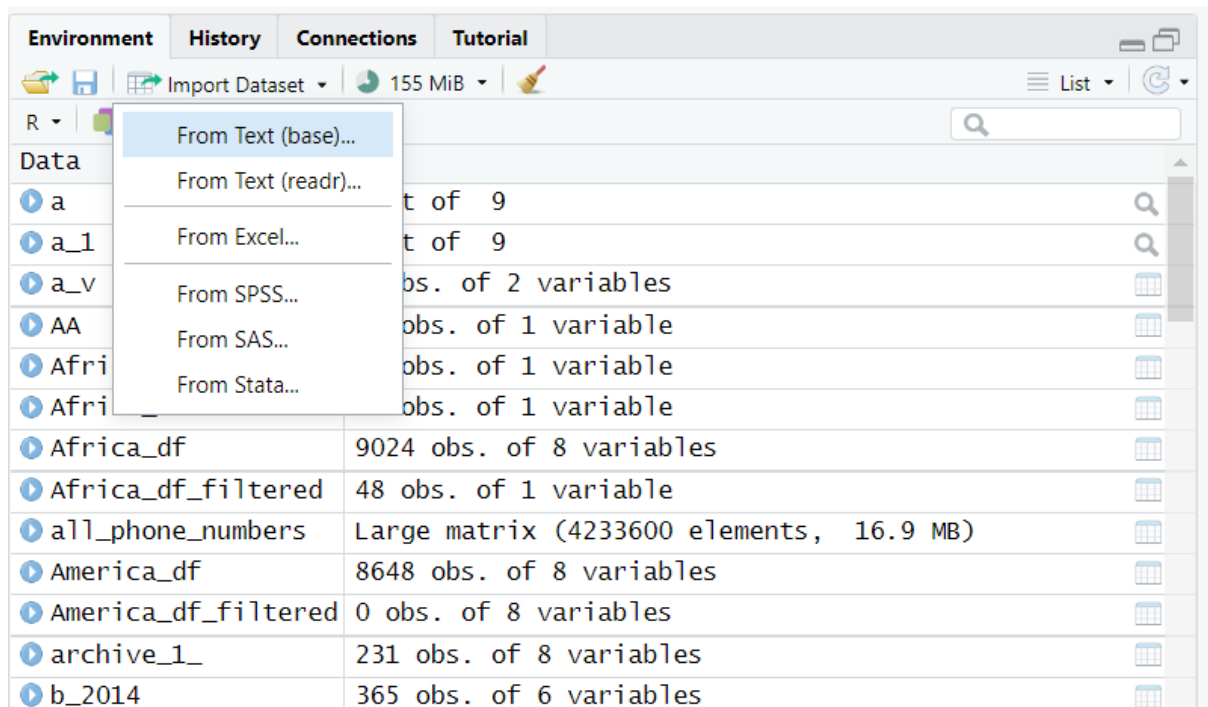 Environment History Connections Tutorial
Import Dataset 155 MiB List
R
From Text (base)...
Data
From Text (readr)...
a t of 9
From Excel...
a_1 t of 9
a_v bs. of 2 variables
From SPSS...
AA obs. of 1 variable
From SAS...
Afri obs. of 1 variable
From Stata...
Afri obs. of 1 variable
Africa_df 9024 obs. of 8 variables
Africa_df_filtered 48 obs. of 1 variable
all_phone_numbers Large matrix (4233600 elements, 16.9 MB)
America_df 8648 obs. of 8 variables
America_df_filtered 0 obs. of 8 variables
archive_1_ 231 obs. of 8 variables
b_2014 365 obs. of 6 variables